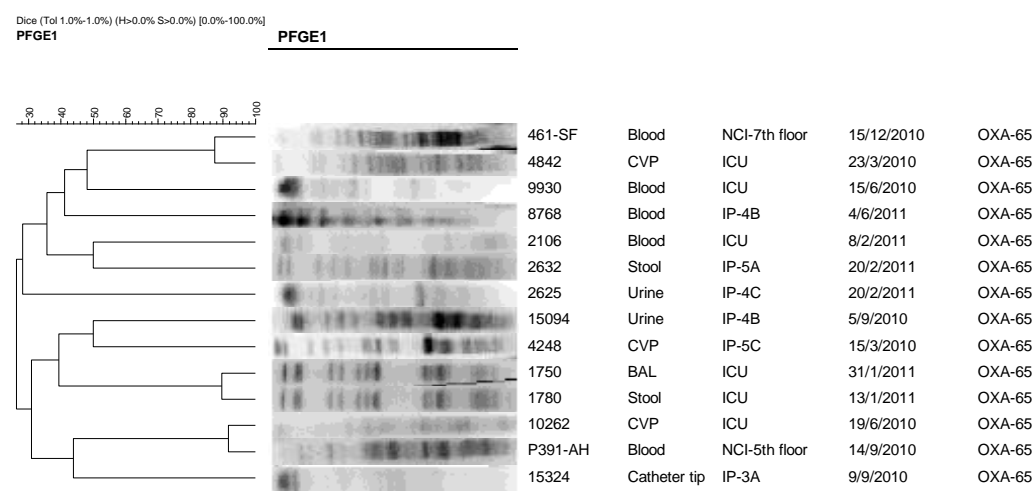 Dice (Tol 1.0%-1.0%) (H>0.0% S>0.0%) [0.0%-100.0%]
PFGE1 PFGE1
30 40 50 60 70 80 90 100
461-SF Blood NCI-7th floor 15/12/2010 OXA-65
4842 CVP ICU 23/3/2010 OXA-65
9930 Blood ICU 15/6/2010 OXA-65
8768 Blood IP-4B 4/6/2011 OXA-65
2106 Blood ICU 8/2/2011 OXA-65
2632 Stool IP-5A 20/2/2011 OXA-65
2625 Urine IP-4C 20/2/2011 OXA-65
15094 Urine IP-4B 5/9/2010 OXA-65
4248 CVP IP-5C 15/3/2010 OXA-65
1750 BAL ICU 31/1/2011 OXA-65
1780 Stool ICU 13/1/2011 OXA-65
10262 CVP ICU 19/6/2010 OXA-65
P391-AH Blood NCI-5th floor 14/9/2010 OXA-65
15324 Catheter tip IP-3A 9/9/2010 OXA-65